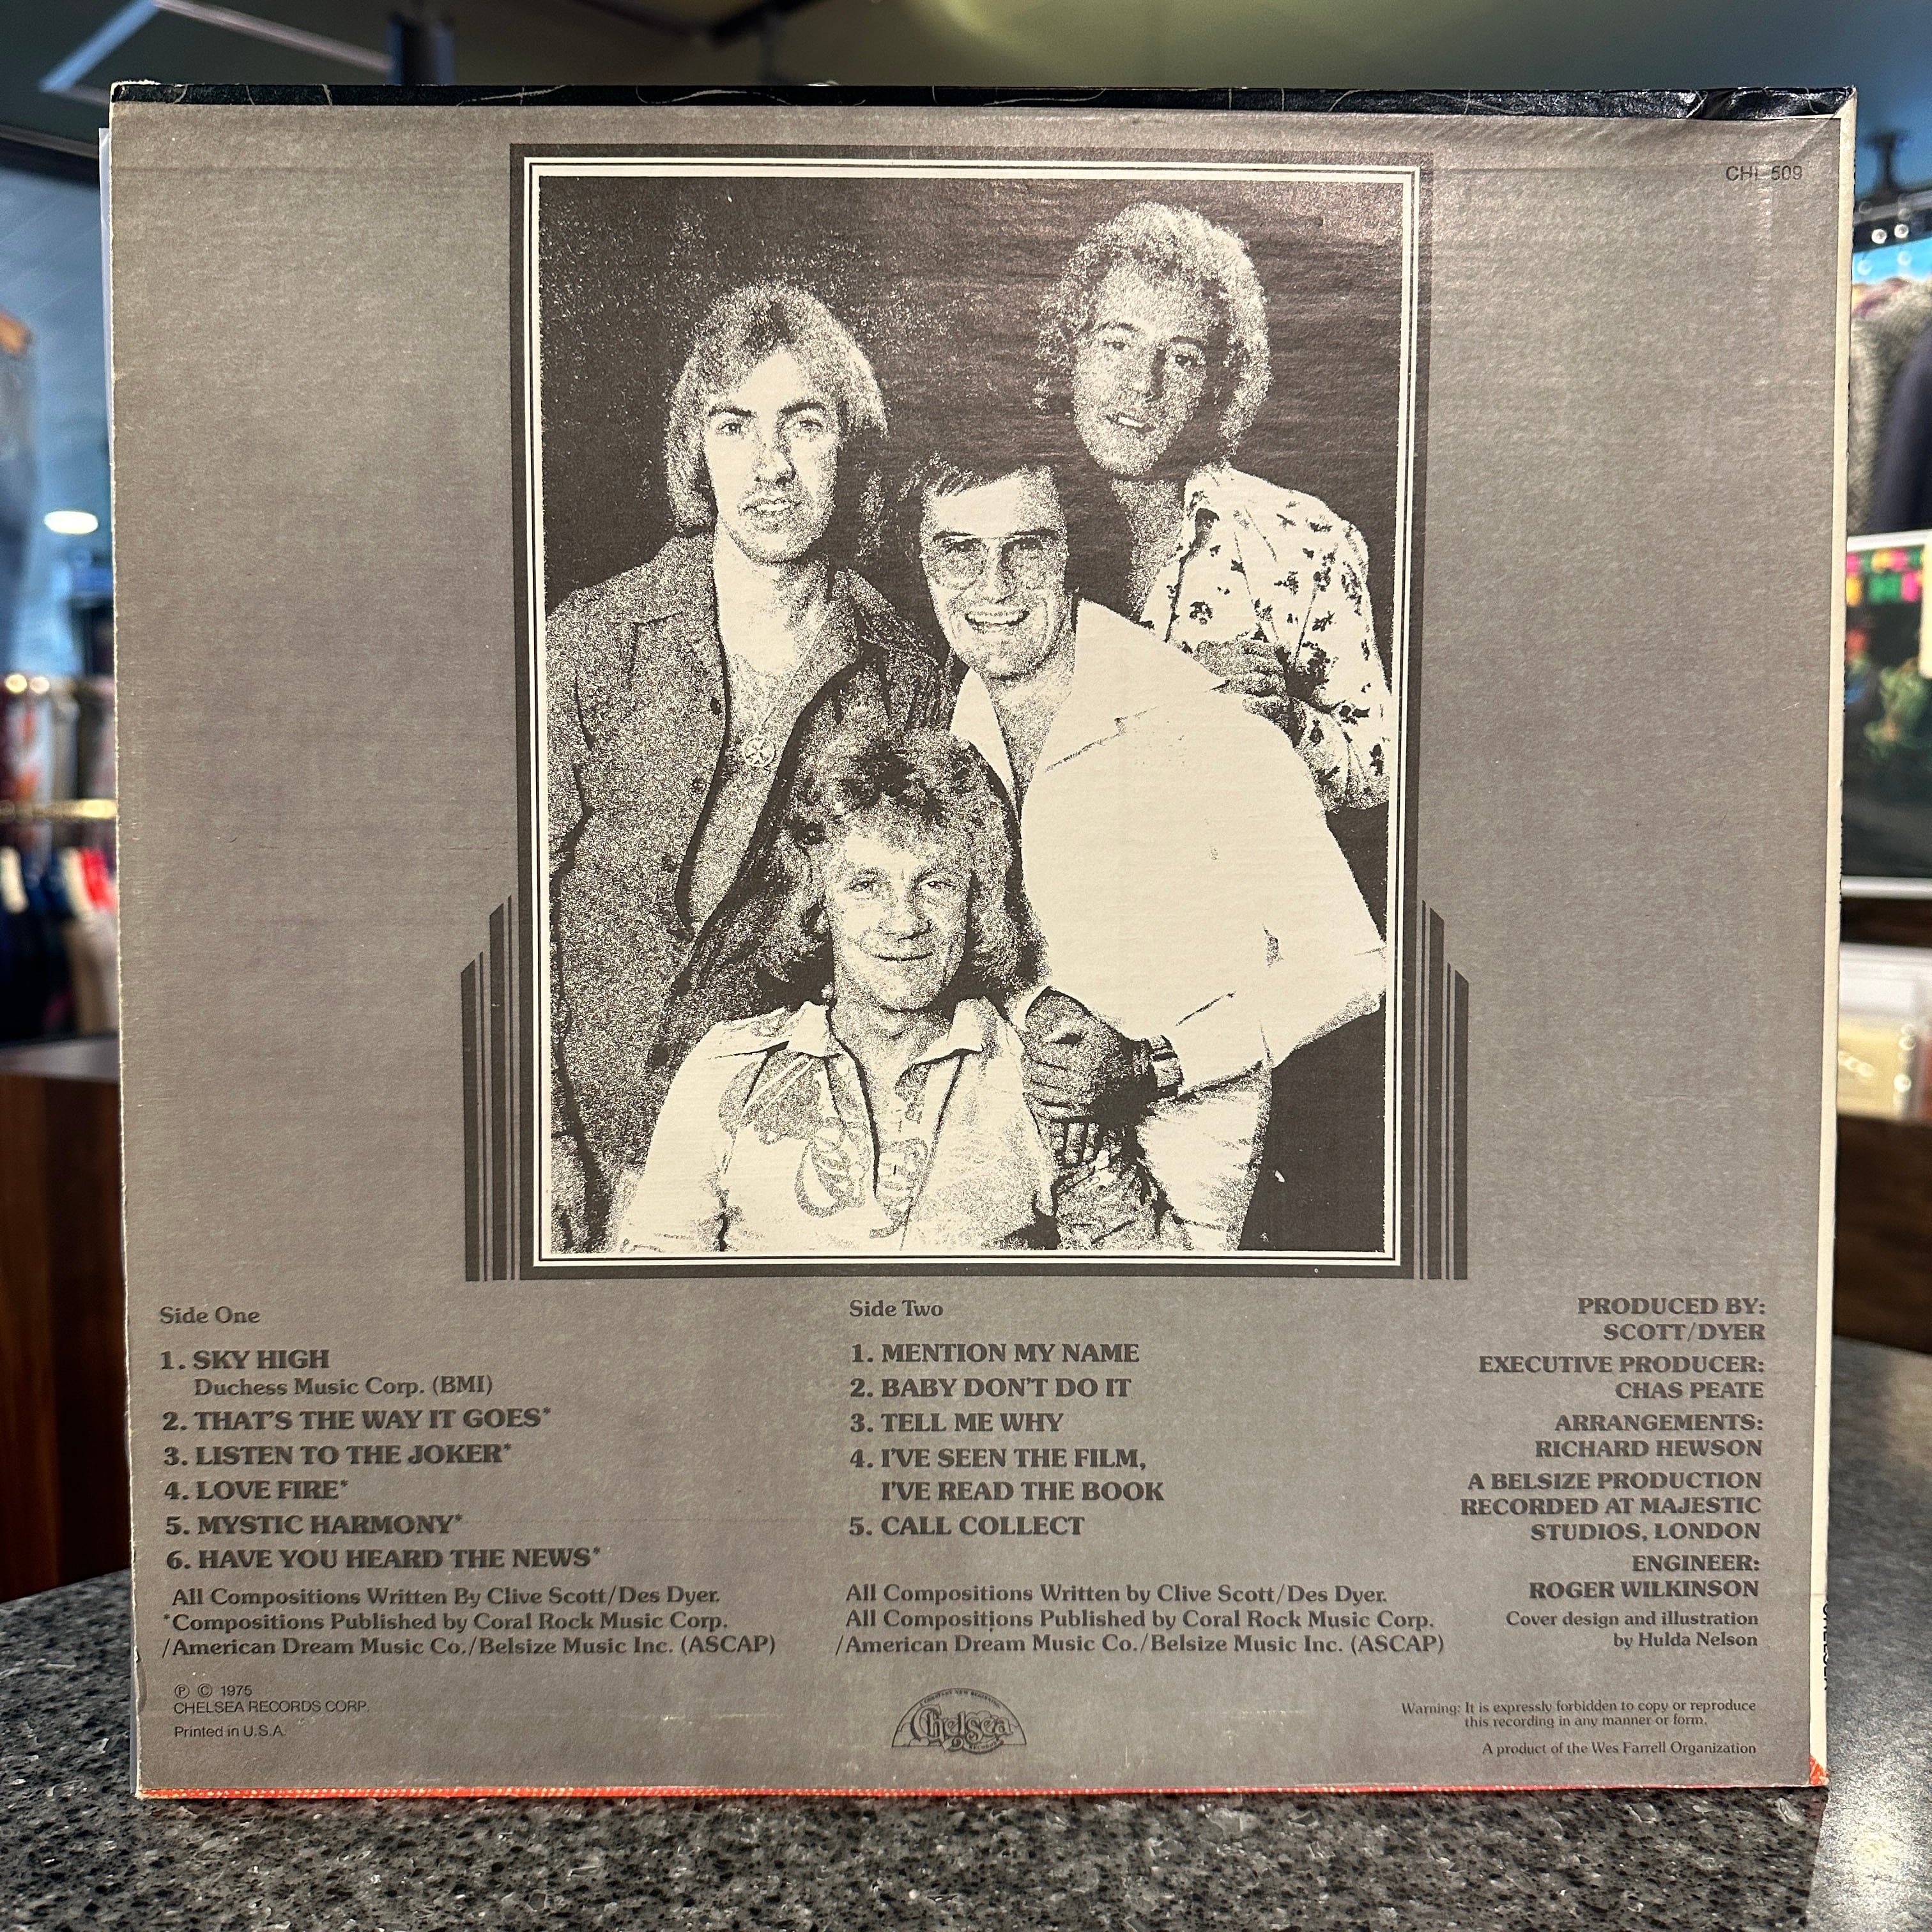 CHL 509
Side One
1. SKY HIGH
Duchess Music Corp. (BMI)
2. THAT'S THE WAY IT GOES*
3. LISTEN TO THE JOKER*
4. LOVE FIRE*
5. MYSTIC HARMONY*
6. HAVE YOU HEARD THE NEWS*
All Compositions Written By Clive Scott/Des Dyer.
*Compositions Published by Coral Rock Music Corp.
/American Dream Music Co./Belsize Music Inc. (ASCAP)
Side Two
1. MENTION MY NAME
2. BABY DON'T DO IT
3. TELL ME WHY
4. I'VE SEEN THE FILM,
I'VE READ THE BOOK
5. CALL COLLECT
All Compositions Written by Clive Scott/Des Dyer.
All Compositions Published by Coral Rock Music Corp.
/American Dream Music Co./Belsize Music Inc. (ASCAP)
PRODUCED BY:
SCOTT/DYER
EXECUTIVE PRODUCER:
CHAS PEATE
ARRANGEMENTS:
RICHARD HEWSON
A BELSIZE PRODUCTION
RECORDED AT MAJESTIC
STUDIOS, LONDON
ENGINEER:
ROGER WILKINSON
Cover design and illustration
by Hulda Nelson
℗ © 1975
CHELSEA RECORDS CORP.
Printed in U.S.A.
Chelsea
Warning: It is expressly forbidden to copy or reproduce
this recording in any manner or form.
A product of the Wes Farrell Organization